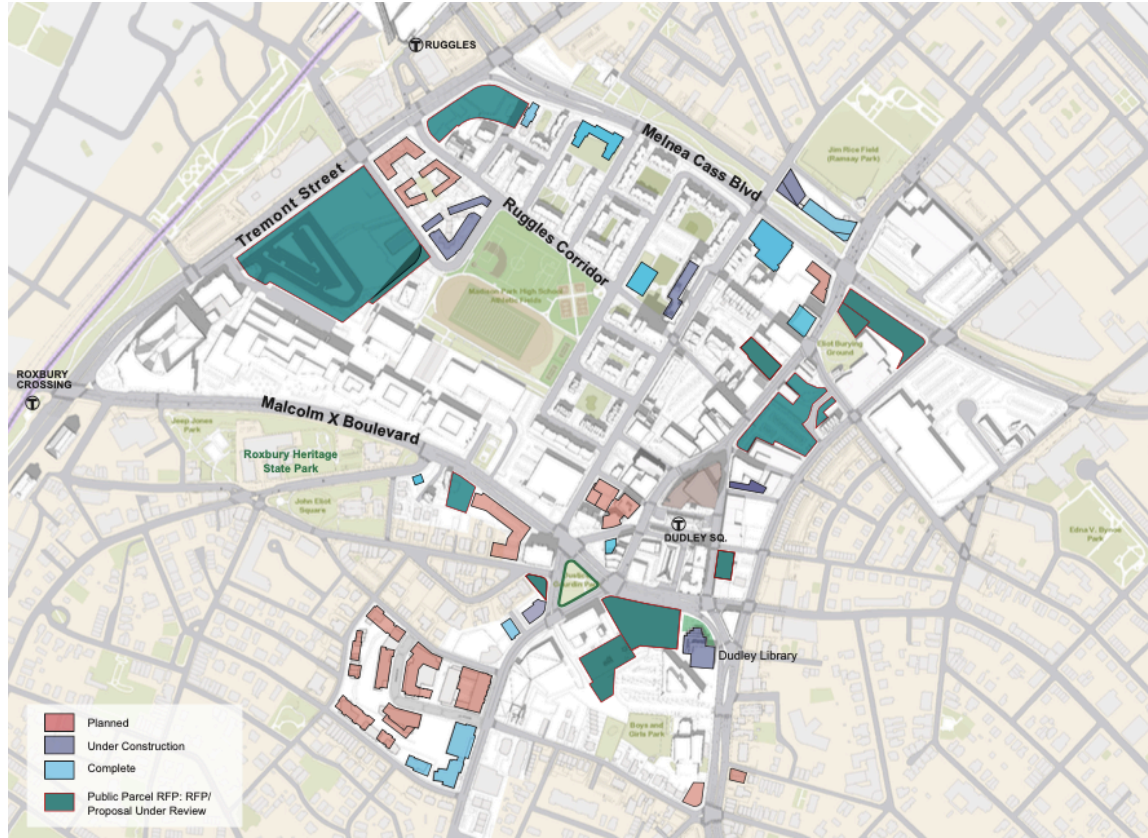 RUGGLES
Melnea Cass Blvd
Jim Rice Field
(Ramsay Park)
Tremont Street
Ruggles Corridor
Madison Park High School
Athletic Fields
Eliot Burying
Ground
ROXBURY
CROSSING
Malcolm X Boulevard
Jeep Jones
Park
Roxbury Heritage
State Park
John Eliot
Square
DUDLEY SQ.
Edna V. Bynoe
Park
Gourdin Park
Dudley Library
Boys and
Girls Park
Planned
Under Construction
Complete
Public Parcel RFP: RFP/
Proposal Under Review